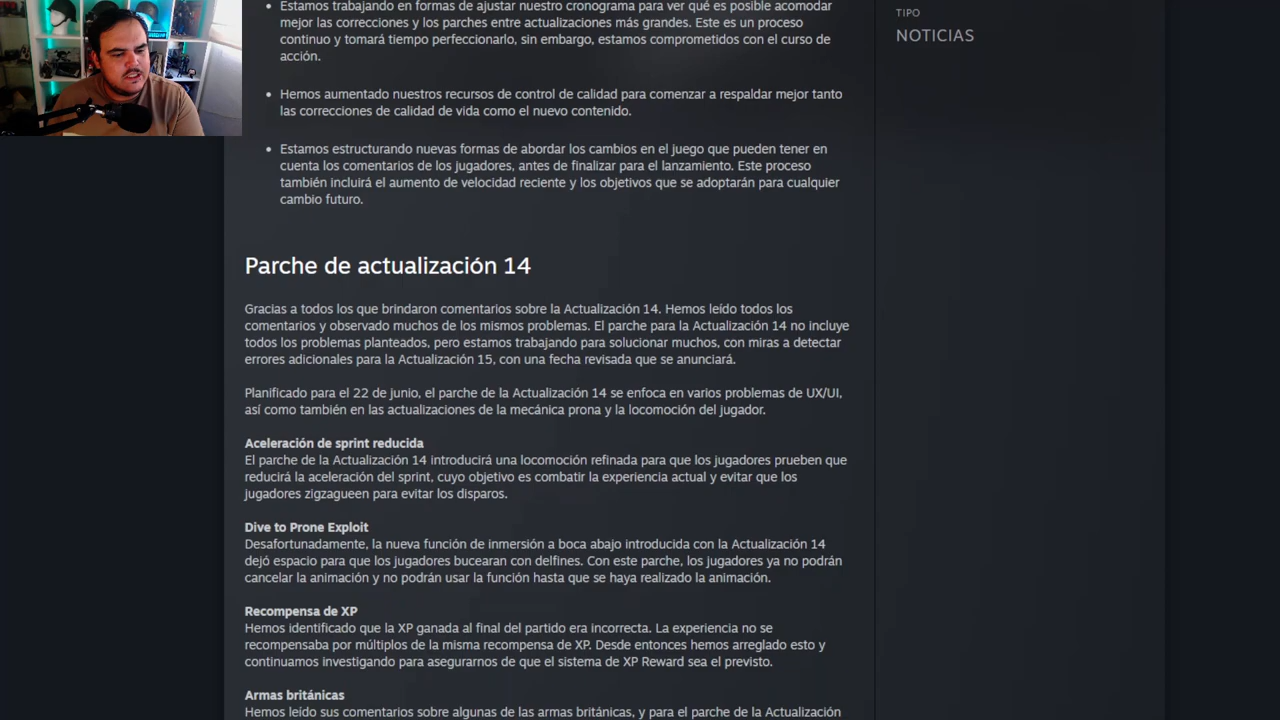 Estamos trabajando en formas de ajustar nuestro cronograma para ver qué es posible acomodar
mejor las correcciones y los parches entre actualizaciones más grandes. Este es un proceso
continuo y tomará tiempo perfeccionarlo, sin embargo, estamos comprometidos con el curso de
acción.
Hemos aumentado nuestros recursos de control de calidad para comenzar a respaldar mejor tanto
las correcciones de calidad de vida como el nuevo contenido.
Estamos estructurando nuevas formas de abordar los cambios en el juego que pueden tener en
cuenta los comentarios de los jugadores, antes de finalizar para el lanzamiento. Este proceso
también incluirá el aumento de velocidad reciente y los objetivos que se adoptarán para cualquier
cambio futuro.
Parche de actualización 14
Gracias a todos los que brindaron comentarios sobre la Actualización 14. Hemos leído todos los
comentarios y observado muchos de los mismos problemas. El parche para la Actualización 14 no incluye
todos los problemas planteados, pero estamos trabajando para solucionar muchos, con miras a detectar
errores adicionales para la Actualización 15, con una fecha revisada que se anunciará.
Planificado para el 22 de junio, el parche de la Actualización 14 se enfoca en varios problemas de UX/UI,
así como también en las actualizaciones de la mecánica prona y la locomoción del jugador.
Aceleración de sprint reducida
El parche de la Actualización 14 introducirá una locomoción refinada para que los jugadores prueben que
reducirá la aceleración del sprint, cuyo objetivo es combatir la experiencia actual y evitar que los
jugadores zigzagueen para evitar los disparos.
Dive to Prone Exploit
Desafortunadamente, la nueva función de inmersión a boca abajo introducida con la Actualización 14
dejó espacio para que los jugadores bucearan con delfines. Con este parche, los jugadores ya no podrán
cancelar la animación y no podrán usar la función hasta que se haya realizado la animación.
Recompensa de XP
Hemos identificado que la XP ganada al final del partido era incorrecta. La experiencia no se
recompensaba por múltiplos de la misma recompensa de XP. Desde entonces hemos arreglado esto y
continuamos investigando para asegurarnos de que el sistema de XP Reward sea el previsto.
Armas británicas
Hemos leído sus comentarios sobre algunas de las armas británicas, y para el parche de la Actualización
TIPO
NOTICIAS